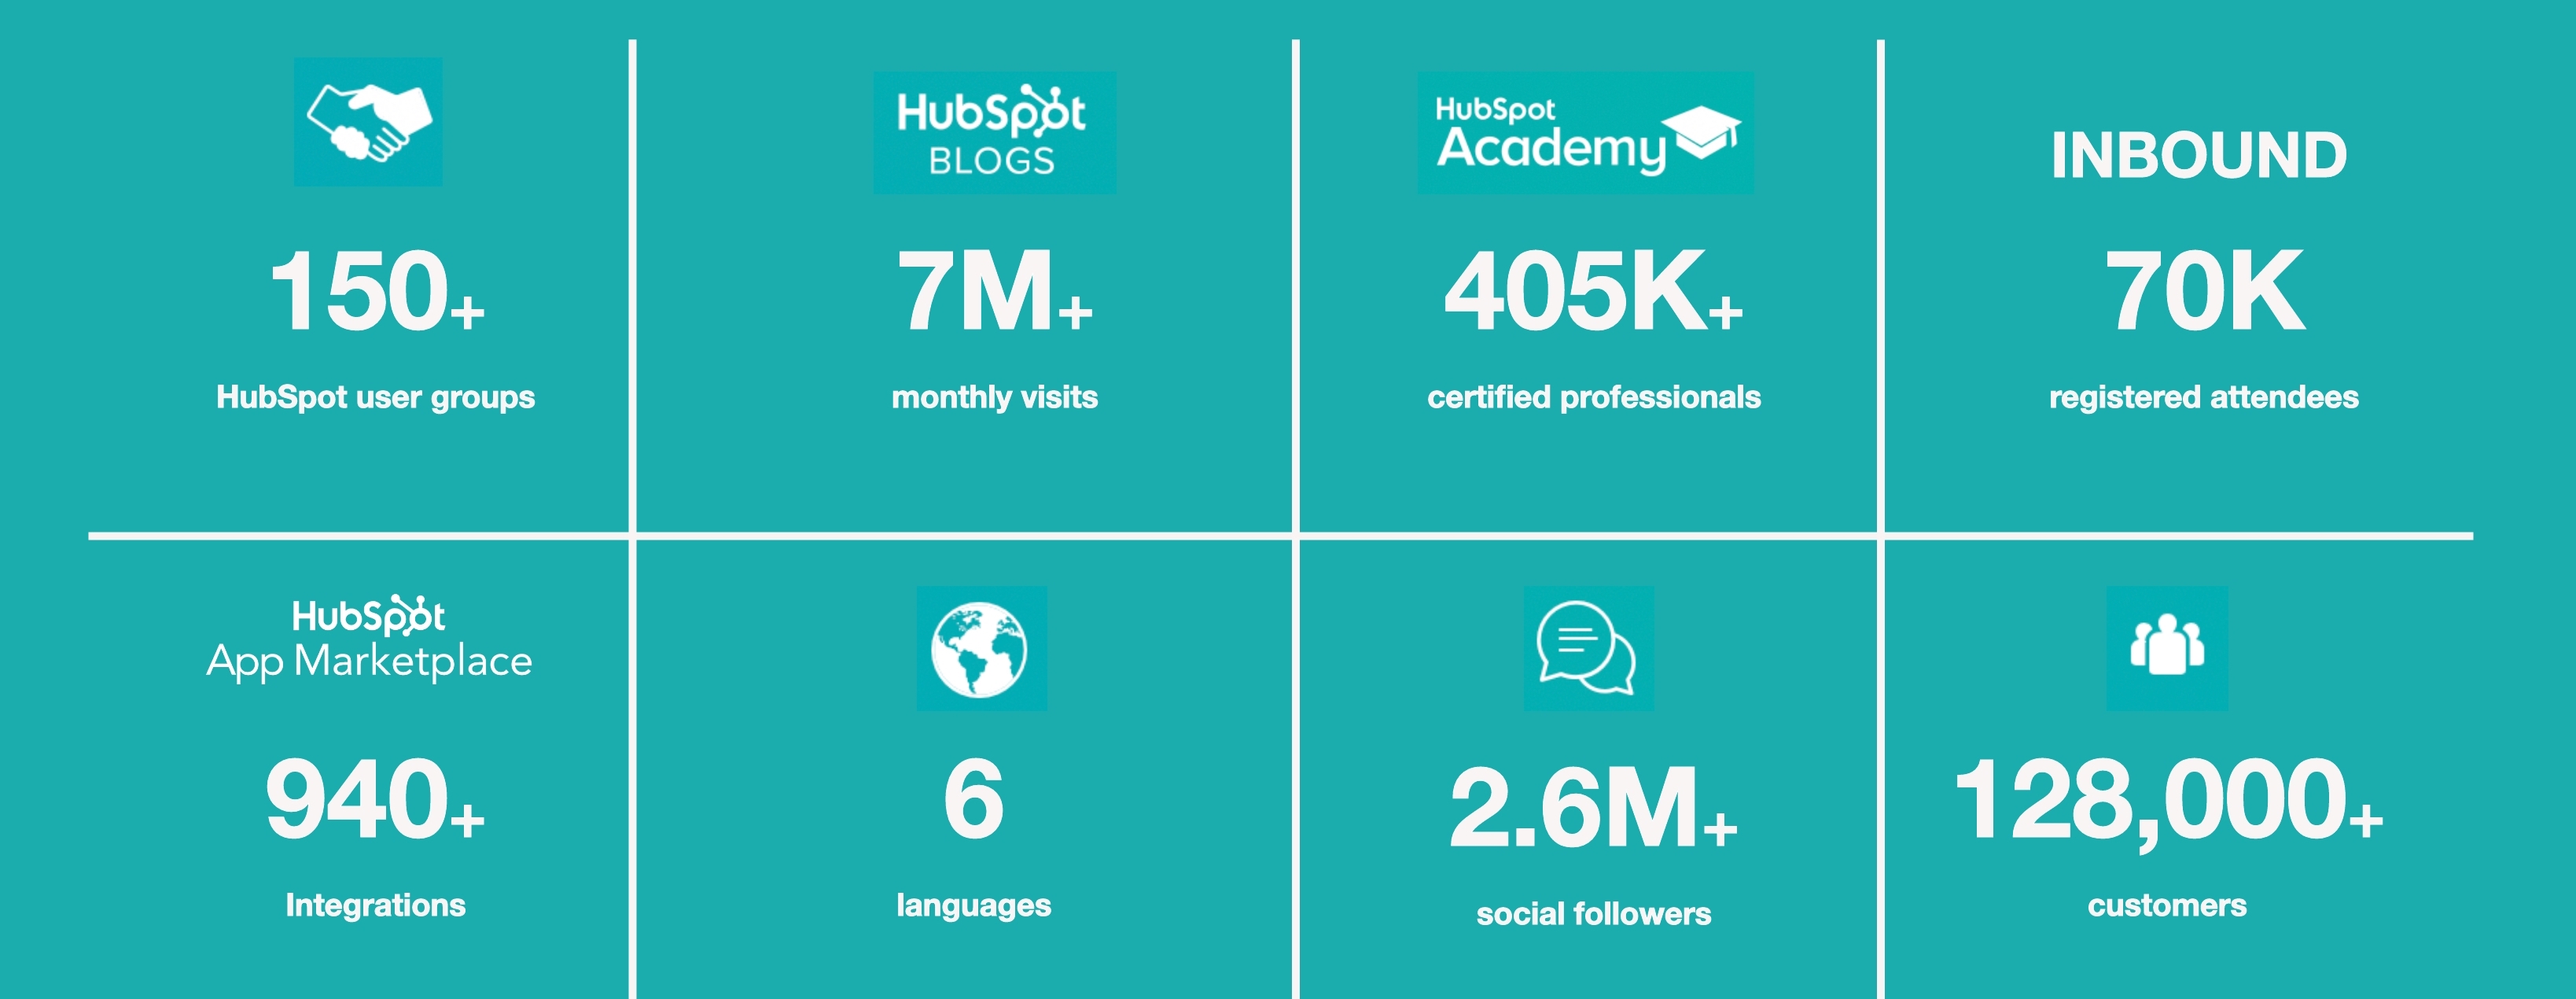 HubSpot
BLOGS
HubSpot
Academy
INBOUND
150+
7M+
405K+
70K
HubSpot user groups
monthly visits
certified professionals
registered attendees
HubSpot
App Marketplace
940+
6
2.6M+
128,000+
Integrations
languages
social followers
customers